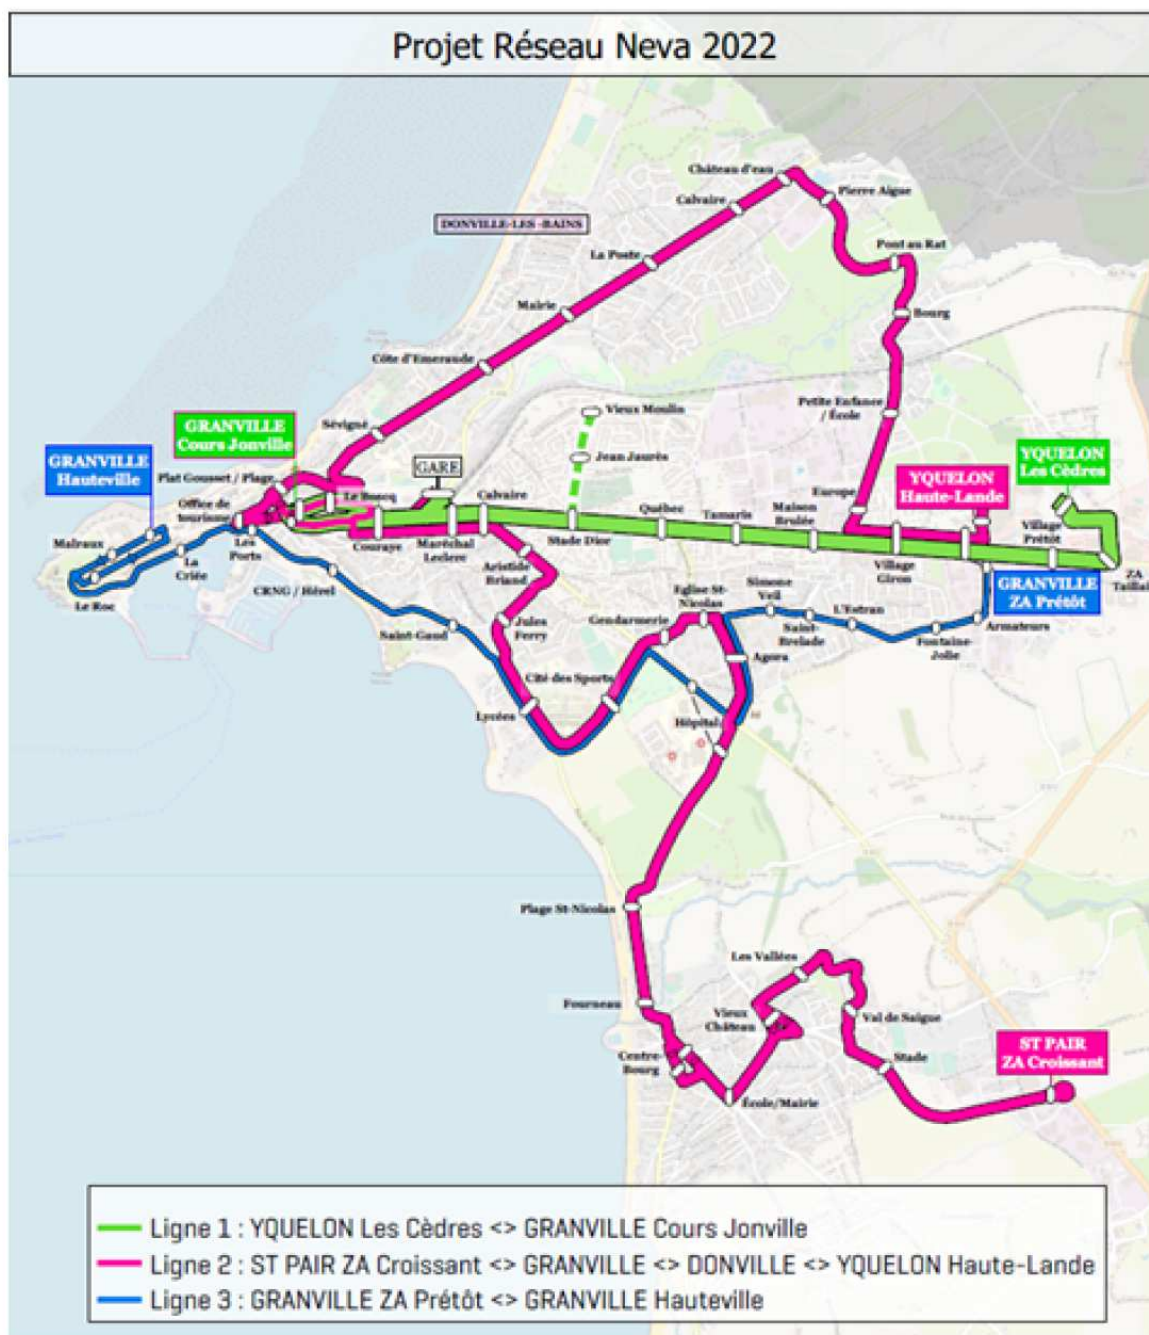 Projet Réseau Neva 2022
Château d'eau
Calvaire
Pierre Aigue
DONVILLE-LES -BAINS
La Poste
Pont au Rat
Mairie
Bourg
Côte d'Emeraude
Petite Enfance
/ École
Vieux Moulin
Sévigné
Jean Jaurès
GRANVILLE
Cours Jonville
GRANVILLE
Hauteville
Plat Gousset / Plage
GARE
Europe
YQUELON
Haute-Lande
YQUELON
Les Cèdres
Office de
tourisme
Le Boscq
Calvaire
Québec
Tamaris
Maison
Brulée
Village
Prétôt
Malraux
Les
Ports
Couraye
Maréchal
Leclerc
Stade Dior
Village
Giron
ZA
Taillais
La
Criée
Le Roc
CRNG / Hérel
Aristide
Briand
GRANVILLE
ZA Prétôt
Eglise St-
Nicolas
Simone
Veil
Saint-Gaud
Jules
Ferry
Gendarmerie
L'Estran
Saint-
Brelade
Armateurs
Fontaine-
Jolie
Agora
Cité des Sports
Lycées
Hôpital
Plage St-Nicolas
Les Vallées
Fourneau
Vieux
Château
Val de Saigue
Centre-
Bourg
Stade
ST PAIR
ZA Croissant
École/Mairie
Ligne 1 : YQUELON Les Cèdres <> GRANVILLE Cours Jonville
Ligne 2 : ST PAIR ZA Croissant <> GRANVILLE <> DONVILLE <> YQUELON Haute-Lande
Ligne 3 : GRANVILLE ZA Prétôt <> GRANVILLE Hauteville